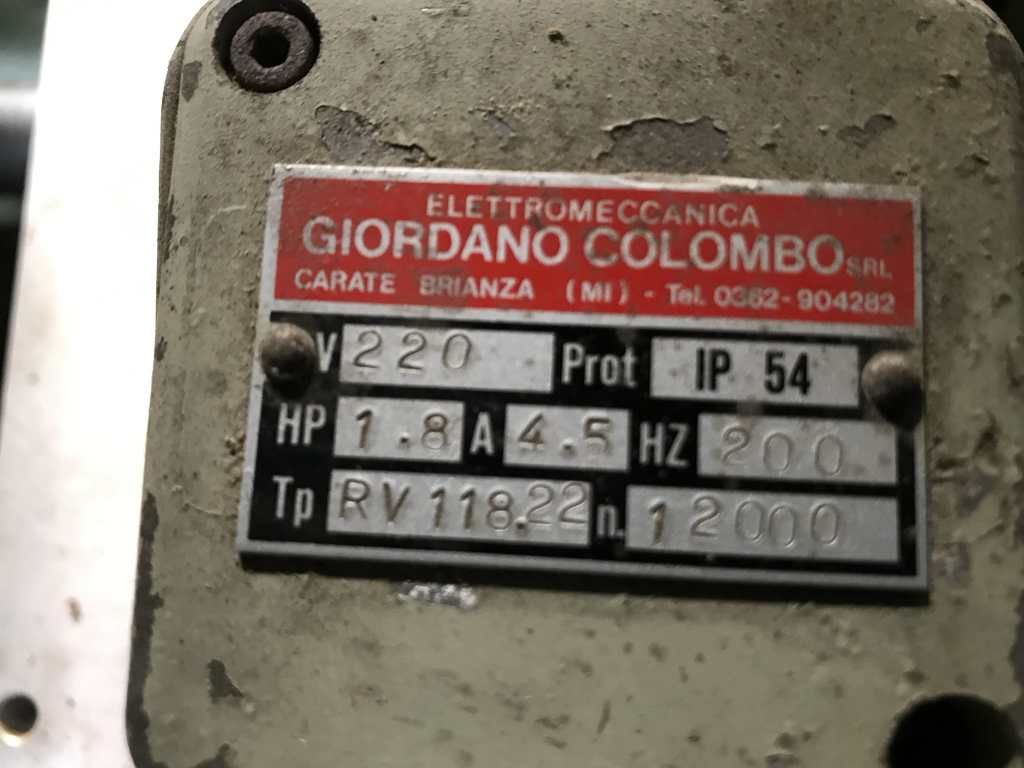 ELETTROMECCANICA
GIORDANO COLOMBO SRL
CARATE BRIANZA (MI) - Tel. 0362-904282
V 220 Prot IP 54
HP 1.8 A 4.5 HZ 200
Tp RV 118.22 n. 12000